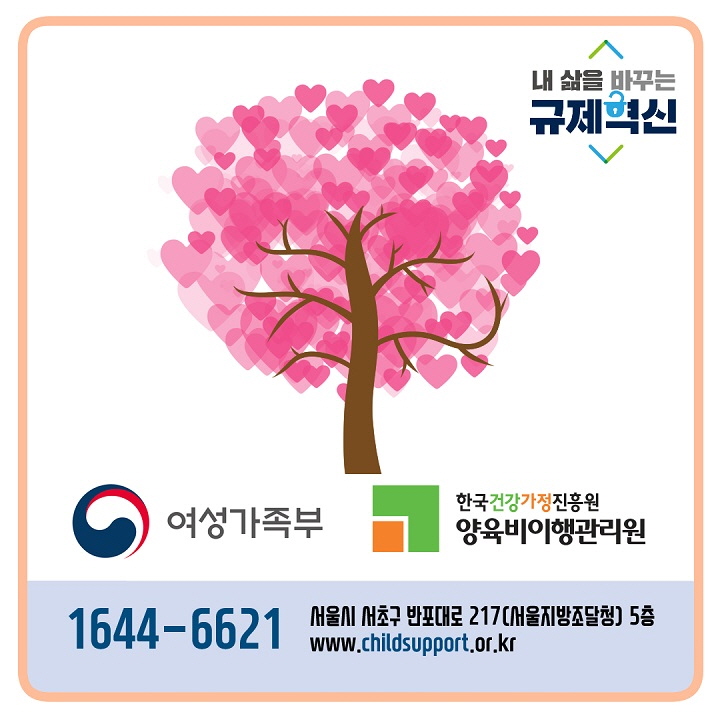 내 삶을 바꾸는
규제혁신
여성가족부
한국건강가정진흥원
양육비이행관리원
1644-6621
서울시 서초구 반포대로 217(서울지방조달청) 5층
www.childsupport.or.kr